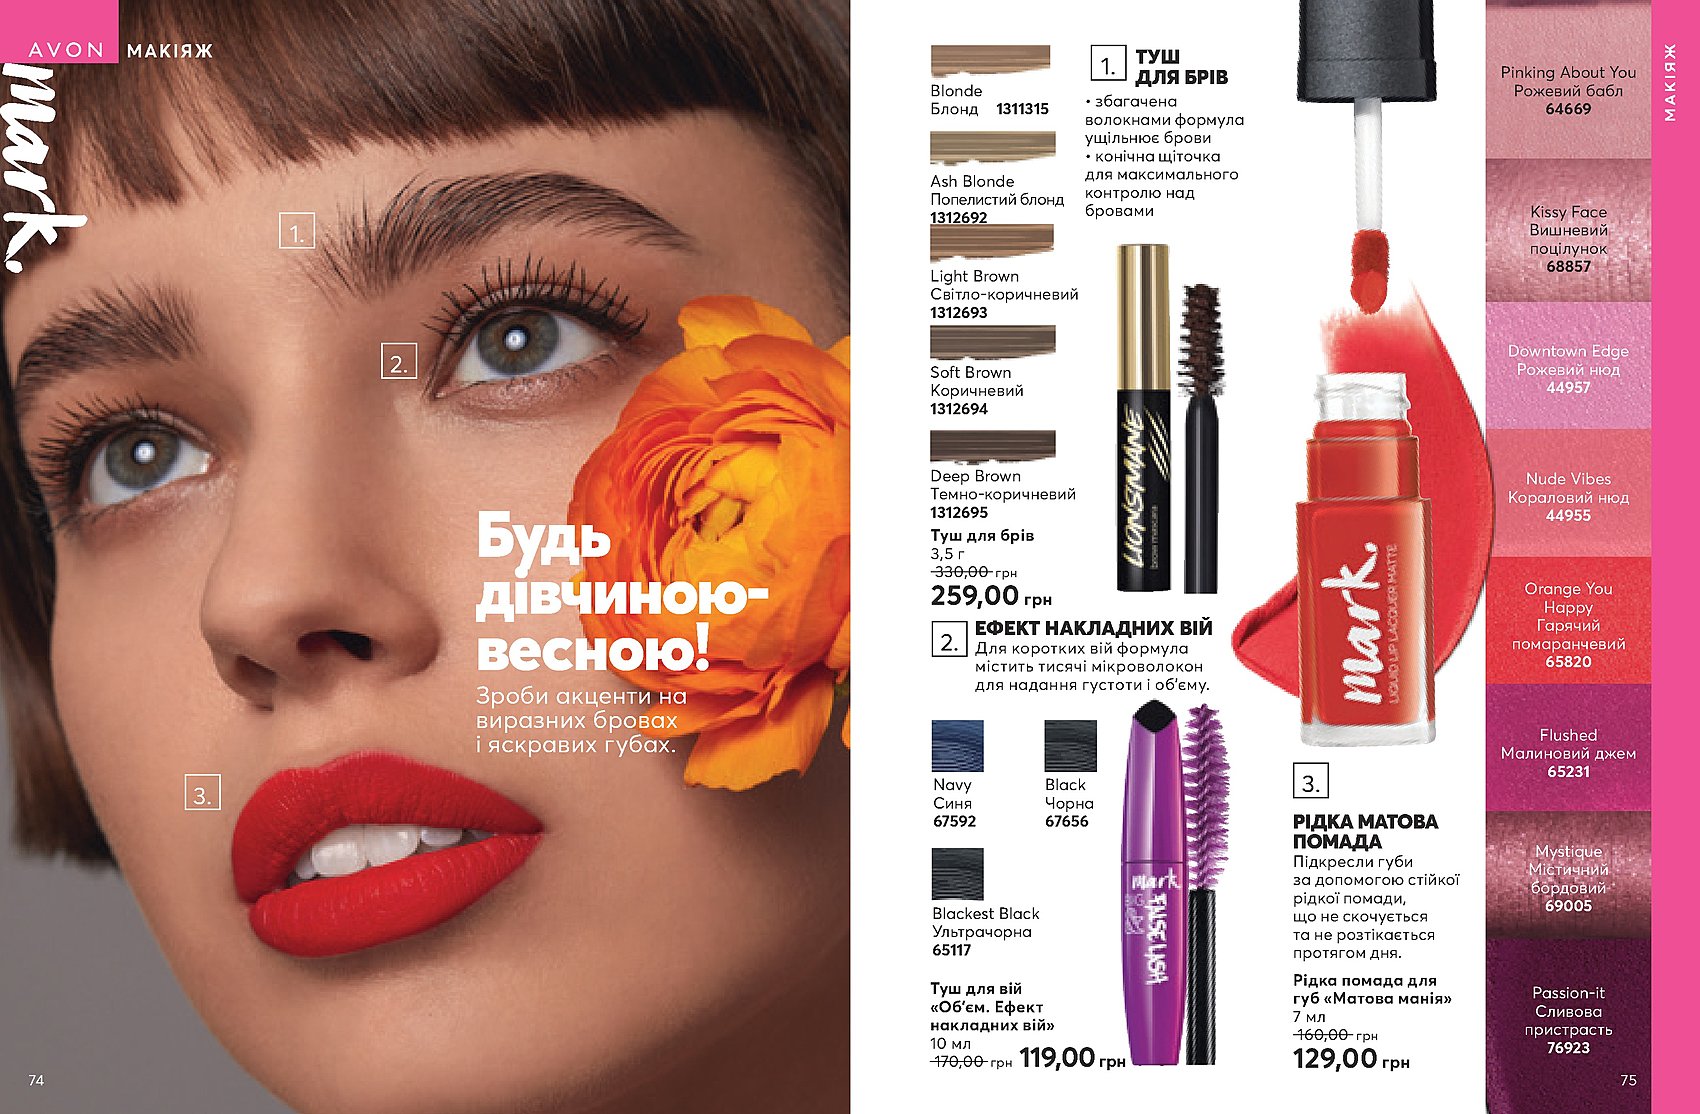 AVON
МАКІЯЖ
mark.
1.
2.
3.
Будь
дівчиною-
весною!
Зроби акценти на
виразних бровах
і яскравих губах.
74
Blonde
Блонд 1311315
Ash Blonde
Попелистий блонд
1312692
Light Brown
Світло-коричневий
1312693
Soft Brown
Коричневий
1312694
Deep Brown
Темно-коричневий
1312695
Туш для брів
3,5 г
330,00 грн
259,00 грн
1.
ТУШ
ДЛЯ БРІВ
• збагачена
волокнами формула
ущільнює брови
• конічна щіточка
для максимального
контролю над
бровами
LIONSMANE
brow mascara
2.
ЕФЕКТ НАКЛАДНИХ ВІЙ
Для коротких вій формула
містить тисячі мікроволокон
для надання густоти і об'єму.
Navy
Синя
67592
Black
Чорна
67656
Blackest Black
Ультрачорна
65117
Туш для вій
«Об'єм. Ефект
накладних вій»
10 мл
170,00 грн 119,00 грн
mark.
FALSE LASH
mark.
LIQUID LIP LACQUER MATTE
3.
РІДКА МАТОВА
ПОМАДА
Підкресли губи
за допомогою стійкої
рідкої помади,
що не скочується
та не розтікається
протягом дня.
Рідка помада для
губ «Матова манія»
7 мл
160,00 грн
129,00 грн
Pinking About You
Рожевий бабл
64669
Kissy Face
Вишневий
поцілунок
68857
Downtown Edge
Рожевий нюд
44957
Nude Vibes
Кораловий нюд
44955
Orange You
Happy
Гарячий
помаранчевий
65820
Flushed
Малиновий джем
65231
Mystique
Містичний
бордовий
69005
Passion-it
Сливова
пристрасть
76923
МАКІЯЖ
75